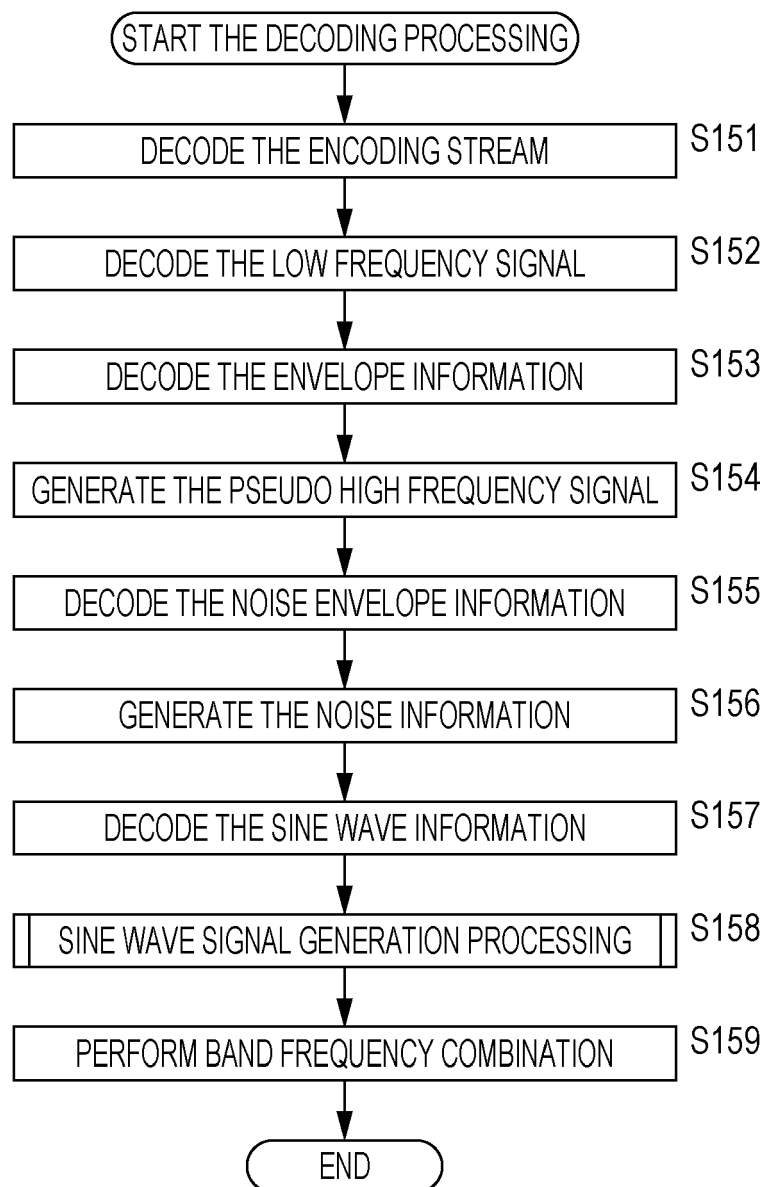 START THE DECODING PROCESSING
DECODE THE ENCODING STREAM S151
DECODE THE LOW FREQUENCY SIGNAL S152
DECODE THE ENVELOPE INFORMATION S153
GENERATE THE PSEUDO HIGH FREQUENCY SIGNAL S154
DECODE THE NOISE ENVELOPE INFORMATION S155
GENERATE THE NOISE INFORMATION S156
DECODE THE SINE WAVE INFORMATION S157
SINE WAVE SIGNAL GENERATION PROCESSING S158
PERFORM BAND FREQUENCY COMBINATION S159
END